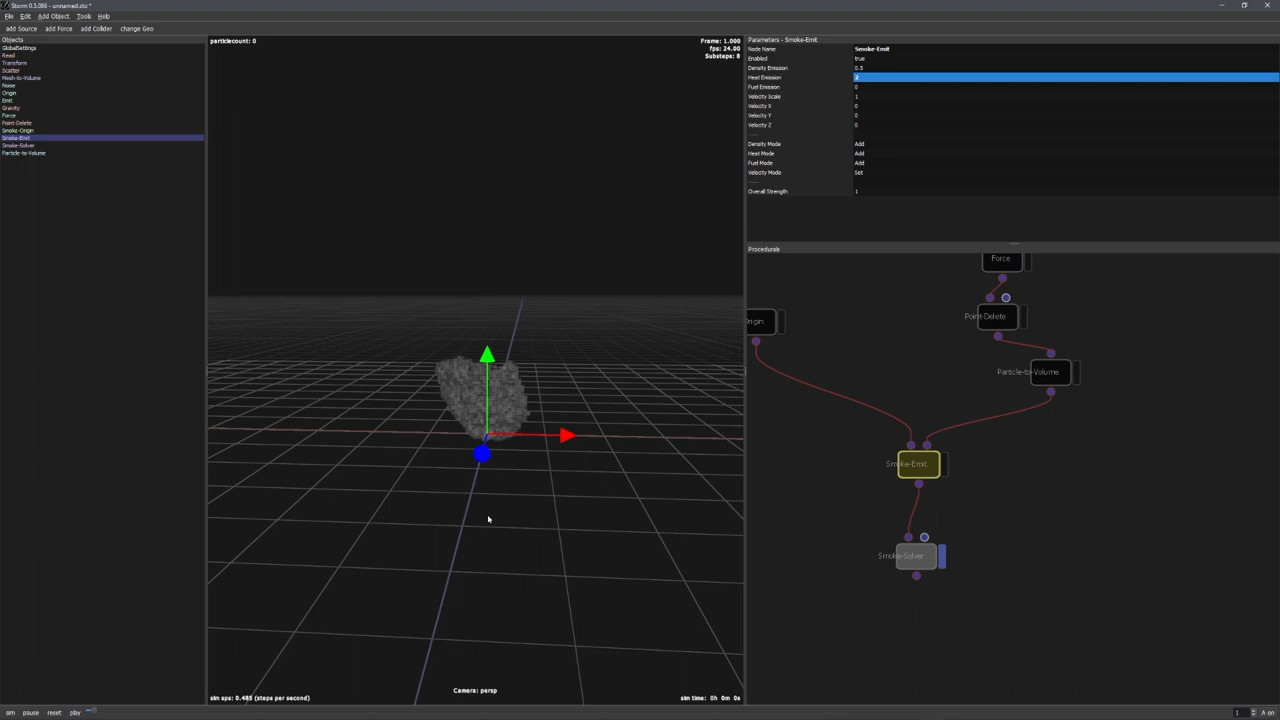 Storm 0.5.086 - unnamed.sto *
File Edit Add Object Tools Help
add Source add Force add Collider change Geo
Objects
GlobalSettings
Read
Transform
Scatter
Mesh-to-Volume
Noise
Origin
Emit
Gravity
Force
Point-Delete
Smoke-Origin
Smoke-Emit
Smoke-Solver
Particle-to-Volume
particlecount: 0
Frame: 1.000
fps: 24.00
Substeps: 8
sim sps: 0.485 (steps per second)
Camera: persp
sim time: 0h 0m 0s
Parameters - Smoke-Emit
Node Name Smoke-Emit
Enabled true
Density Emission 0.5
Heat Emission
Fuel Emission 0
Velocity Scale 1
Velocity X 0
Velocity Y 0
Velocity Z 0
-----
Density Mode Add
Heat Mode Add
Fuel Mode Add
Velocity Mode Set
-----
Overall Strength 1
Procedurals
Force
Point-Delete
Origin
Particle-to-Volume
Smoke-Emit
Smoke-Solver
sim pause reset play
1 A on